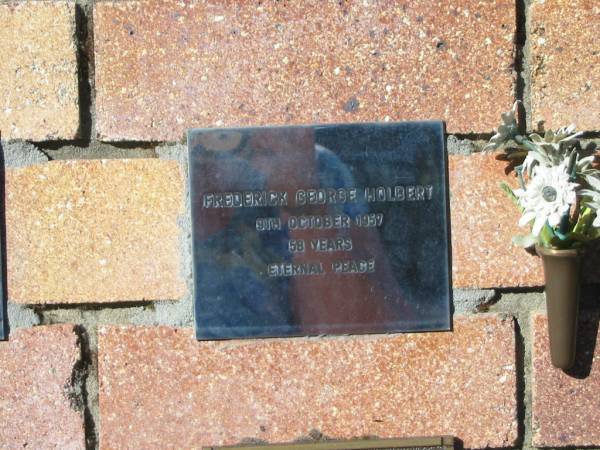 FREDERICK GEORGE HOLBERT
9TH OCTOBER 1957
58 YEARS
ETERNAL PEACE